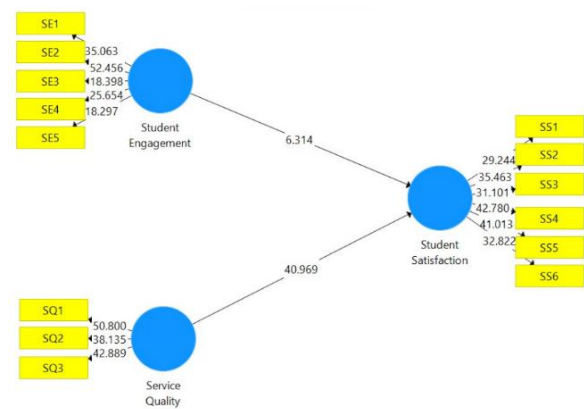 SE1
SE2
SE3
SE4
SE5
35.063
52.456
18.398
25.654
18.297
Student
Engagement
6.314
SS1
SS2
SS3
SS4
SS5
SS6
29.244
35.463
31.101
42.780
41.013
32.822
Student
Satisfaction
40.969
SQ1
SQ2
SQ3
50.800
38.135
42.889
Service
Quality